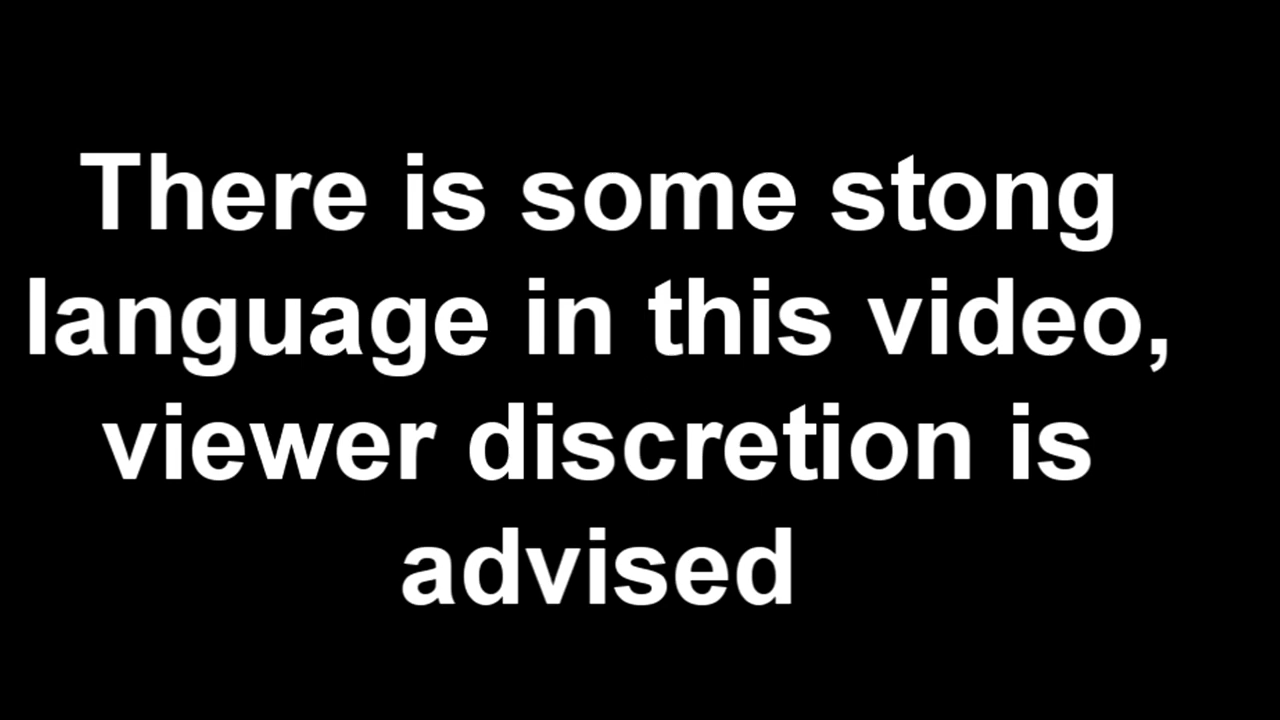 There is some stong
language in this video,
viewer discretion is
advised